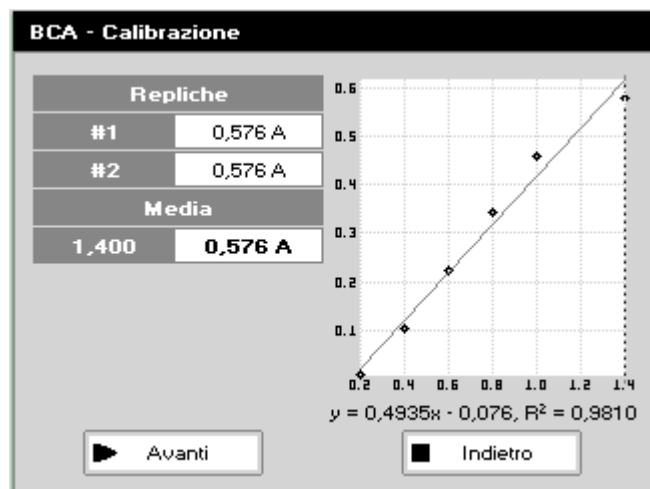 BCA - Calibrazione
Repliche
#1 0,576 A
#2 0,576 A
Media
1,400 0,576 A
0.6
0.5
0.4
0.3
0.2
0.1
0.2 0.4 0.6 0.8 1.0 1.2 1.4
y = 0,4935x - 0,076, R² = 0,9810
Avanti
Indietro